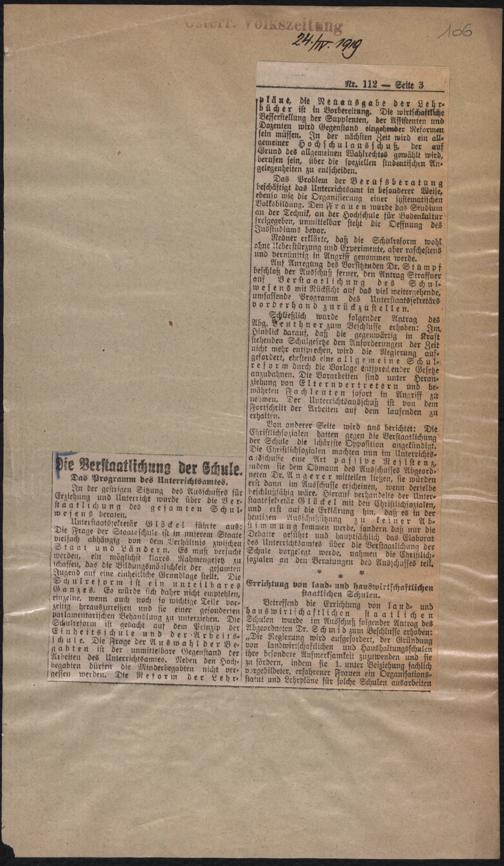 Österr. Volkszeitung
24/IV. 1919
106
Die Verstaatlichung der Schule.
Das Programm des Unterrichtsamtes.
In der gestrigen Sitzung des Ausschusses für
Erziehung und Unterricht wurde über die Ver-
staatlichung des gesamten Schul-
wesens beraten.
Unterstaatssekretär Glöckel führte aus:
Die Frage der Staatsschule ist in unserem Staate
vielfach abhängig von dem Verhältnis zwischen
Staat und Ländern. Es muß versucht
werden, ein möglichst klares Rahmengesetz zu
schaffen, das die Bildungsmöglichkeit der gesamten
Jugend auf eine einheitliche Grundlage stellt. Die
Schulreform ist ein unteilbares
Ganzes. Es würde sich daher nicht empfehlen,
einzelne, wenn auch noch so wichtige Teile vor-
zeitig herauszureißen und sie einer gesonderten
parlamentarischen Behandlung zu unterziehen. Die
Schulreform ist gedacht auf den Prinzip der
Einheitsschule und der Arbeits-
schule. Die Frage der Auswahl der Be-
gabten ist der unmittelbare Gegenstand der
Arbeiten des Unterrichtsamtes. Neben den Hoch-
begabten dürfen die Minderbegabten nicht ver-
gessen werden. Die Reform der Lehr-
Nr. 112 — Seite 3
pläne, die Neuausgabe der Lehr-
bücher ist in Vorbereitung. Die wirtschaftliche
Besserstellung der Supplenten, der Assistenten und
Dozenten wird Gegenstand eingehender Reformen
sein müssen. In der nächsten Zeit wird ein all-
gemeiner Hochschulausschuß, der auf
Grund des allgemeinen Wahlrechtes gewählt wird,
berufen sein, über die speziellen studentischen An-
gelegenheiten zu entscheiden.
Das Problem der Berufsberatung
beschäftigt das Unterrichtsamt in besonderer Weise,
ebenso wie die Organisierung einer systematischen
Volksbildung. Den Frauen wurde das Studium
an der Technik, an der Hochschule für Bodenkultur
freigegeben, unmittelbar steht die Oeffnung des
Jusstudiums bevor.
Redner erklärte, daß die Schulreform wohl
ohne Ueberstürzung und Experimente, aber raschestens
und vernünftig in Angriff genommen werde.
Auf Anregung des Vorsitzenden Dr. Stumpf
beschloß der Ausschuß ferner, den Antrag Straffner
auf Verstaatlichung des Schul-
wesens mit Rücksicht auf das viel weitergehende,
umfassende Programm des Unterstaatssekretärs
vorderhand zurückzustellen.
Schließlich wurde folgender Antrag des
Abg. Leuthner zum Beschlusse erhoben: Im
Hinblick darauf, daß die gegenwärtig in Kraft
stehenden Schulgesetze den Anforderungen der Zeit
nicht mehr entsprechen, wird die Regierung auf-
gefordert, ehestens eine allgemeine Schul-
reform durch die Vorlage entsprechender Gesetze
anzubahnen. Die Vorarbeiten sind unter Heran-
ziehung von Elternvertretern und be-
währten Fachleuten sofort in Angriff zu
nehmen. Der Unterrichtsausschuß ist von dem
Fortschritt der Arbeiten auf dem laufenden zu
erhalten.
Von anderer Seite wird uns berichtet: Die
Christlichsozialen hatten gegen die Verstaatlichung
der Schule die schärfste Opposition angekündigt.
Die Christlichsozialen machten nun im Unterrichts-
ausschusse eine Art passive Resistenz,
indem sie dem Obmann des Ausschusses Abgeord-
neten Dr. Angerer mitteilen ließen, sie würden
erst dann im Ausschusse erscheinen, wenn derselbe
beschlußfähig wäre. Hierauf verhandelte der Unter-
staatssekretär Glöckel mit den Christlichsozialen,
und erst auf die Erklärung hin, daß es in der
heutigen Ausschußsitzung zu keiner Ab-
stimmung kommen werde, sondern daß nur die
Debatte geführt und hauptsächlich das Elaborat
des Unterrichtsamtes über die Verstaatlichung der
Schule vorgelegt werde, nahmen die Christlich-
sozialen an den Beratungen des Ausschusses teil.
* * *
Errichtung von land- und hauswirtschaftlichen
staatlichen Schulen.
Betreffend die Errichtung von land- und
hauswirtschaftlichen staatlichen
Schulen wurde im Ausschuß folgender Antrag des
Abgeordneten Dr. Schmid zum Beschlusse erhoben:
„Die Regierung wird aufgefordert, der Gründung
von landwirtschaftlichen und Haushaltungsschulen
ihre besondere Aufmerksamkeit zuzuwenden und sie
zu fördern, indem sie 1. unter Beiziehung fachlich
vorgebildeter, erfahrener Frauen ein Organisations-
statut und Lehrpläne für solche Schulen ausarbeiten